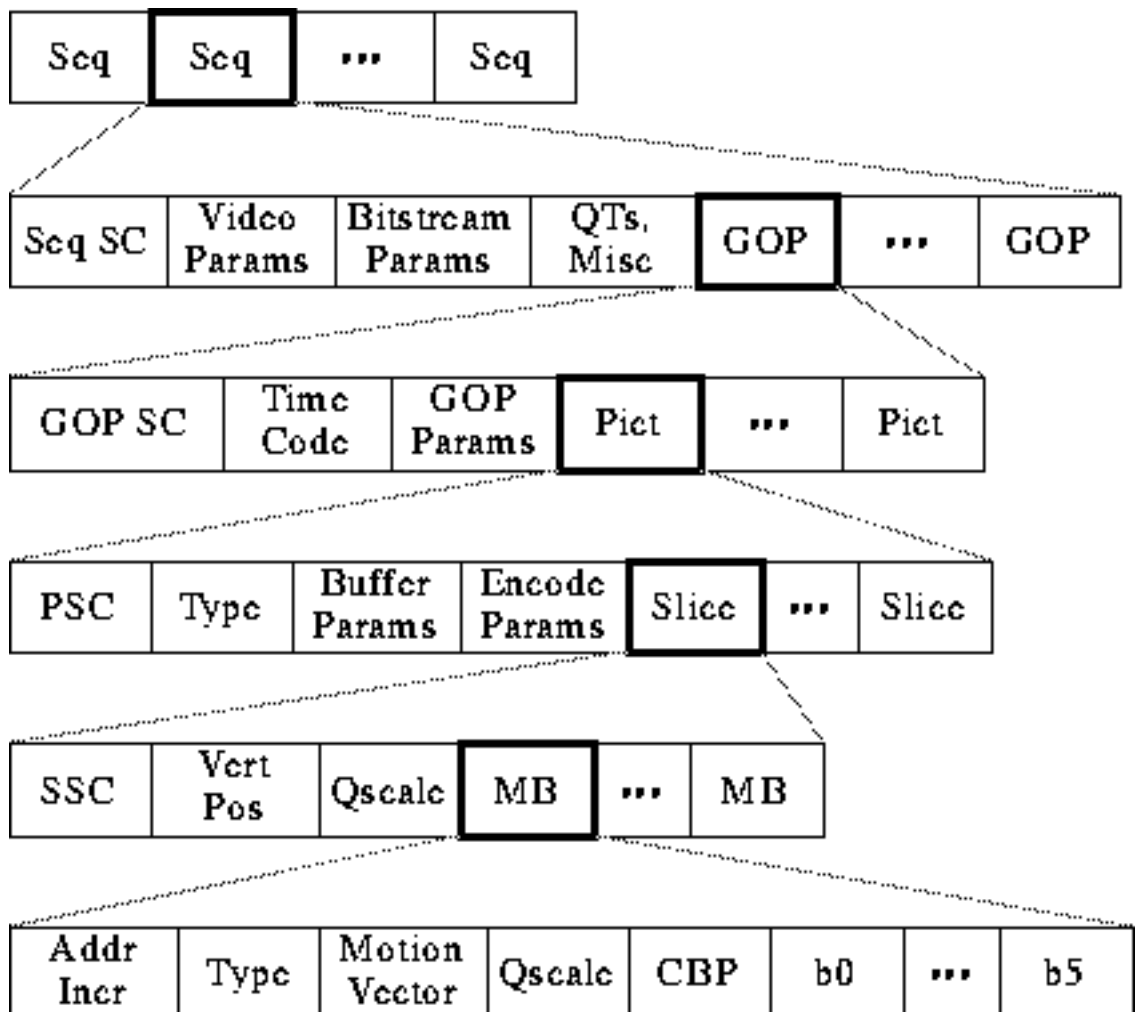 Seq Seq ... Seq
Seq SC Video Params Bitstream Params QTs, Misc GOP ... GOP
GOP SC Time Code GOP Params Pict ... Pict
PSC Type Buffer Params Encode Params Slice ... Slice
SSC Vert Pos Qscale MB ... MB
Addr Incr Type Motion Vector Qscale CBP b0 ... b5